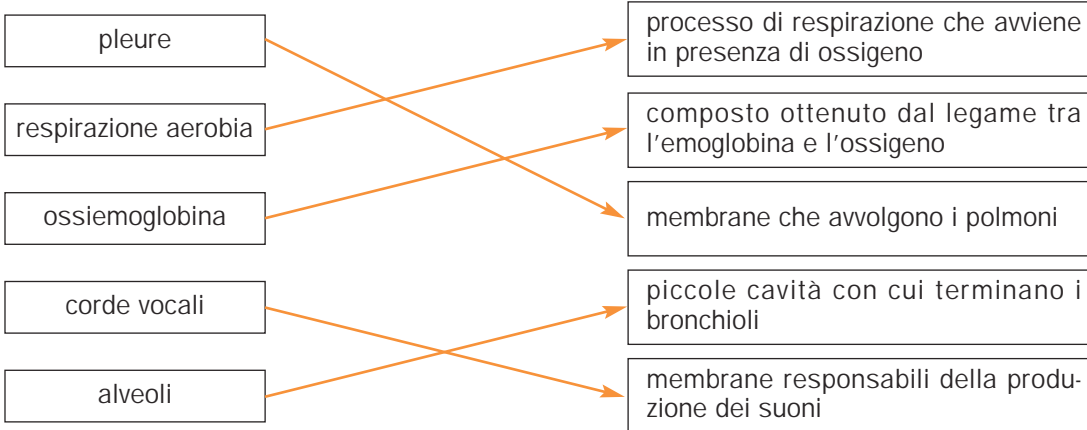 pleure
respirazione aerobia
ossiemoglobina
corde vocali
alveoli
processo di respirazione che avviene
in presenza di ossigeno
composto ottenuto dal legame tra
l'emoglobina e l'ossigeno
membrane che avvolgono i polmoni
piccole cavità con cui terminano i
bronchioli
membrane responsabili della produ-
zione dei suoni